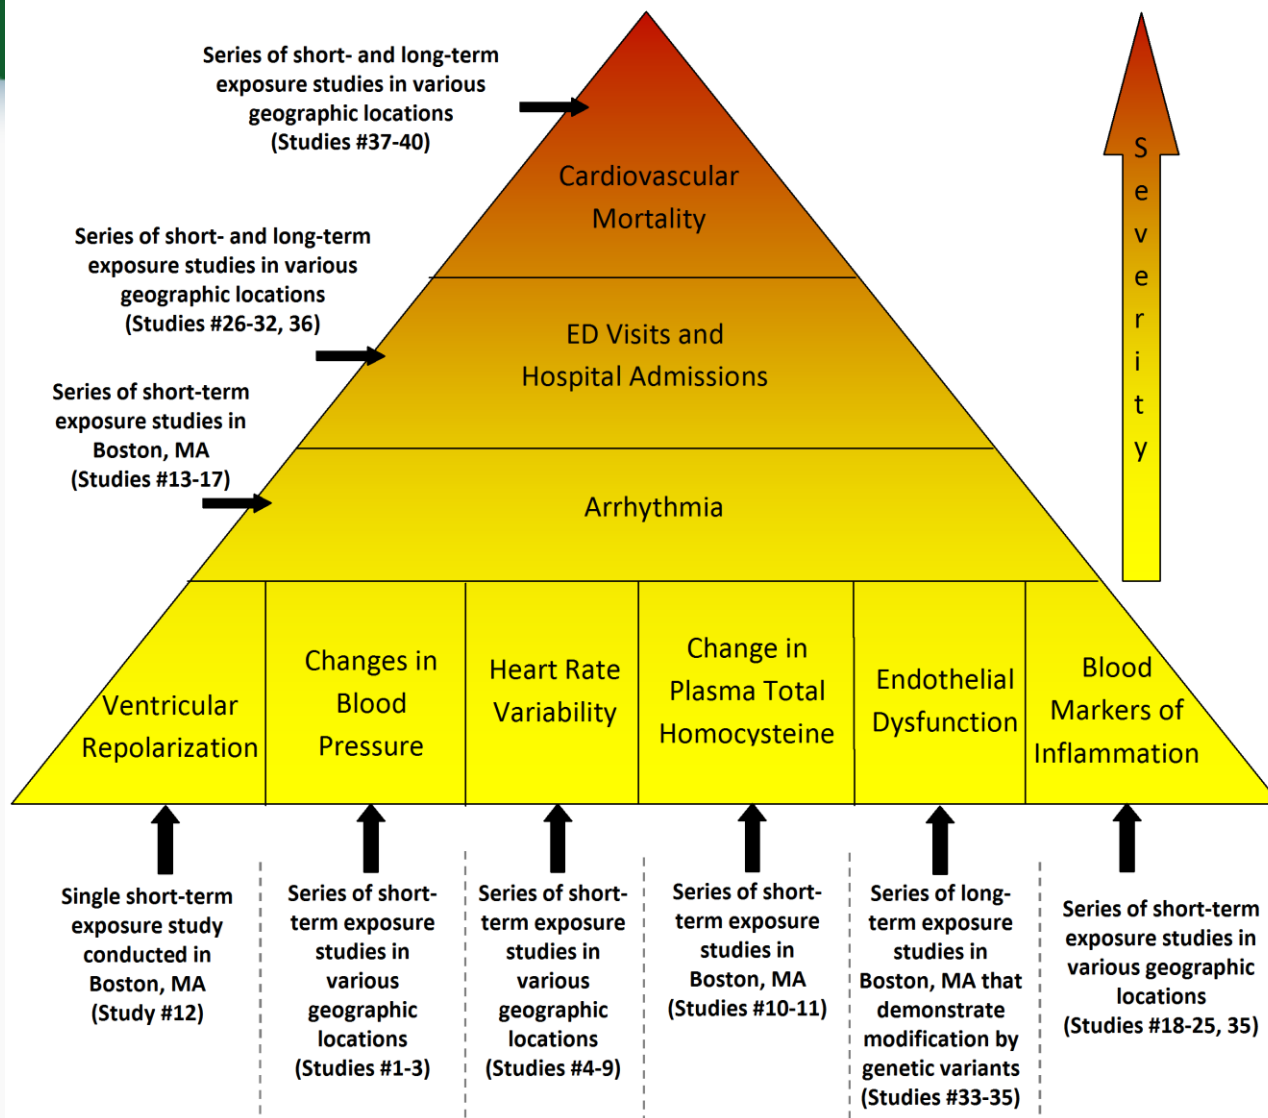 Series of short- and long-term
exposure studies in various
geographic locations
(Studies #37-40)
Cardiovascular
Mortality
Severity
Series of short- and long-term
exposure studies in various
geographic locations
(Studies #26-32, 36)
ED Visits and
Hospital Admissions
Series of short-term
exposure studies in
Boston, MA
(Studies #13-17)
Arrhythmia
Ventricular
Repolarization
Changes in
Blood
Pressure
Heart Rate
Variability
Change in
Plasma Total
Homocysteine
Endothelial
Dysfunction
Blood
Markers of
Inflammation
Single short-term
exposure study
conducted in
Boston, MA
(Study #12)
Series of short-
term exposure
studies in
various
geographic
locations
(Studies #1-3)
Series of short-
term exposure
studies in
various
geographic
locations
(Studies #4-9)
Series of short-
term exposure
studies in
Boston, MA
(Studies #10-11)
Series of long-
term exposure
studies in
Boston, MA that
demonstrate
modification by
genetic variants
(Studies #33-35)
Series of short-term
exposure studies in
various geographic
locations
(Studies #18-25, 35)